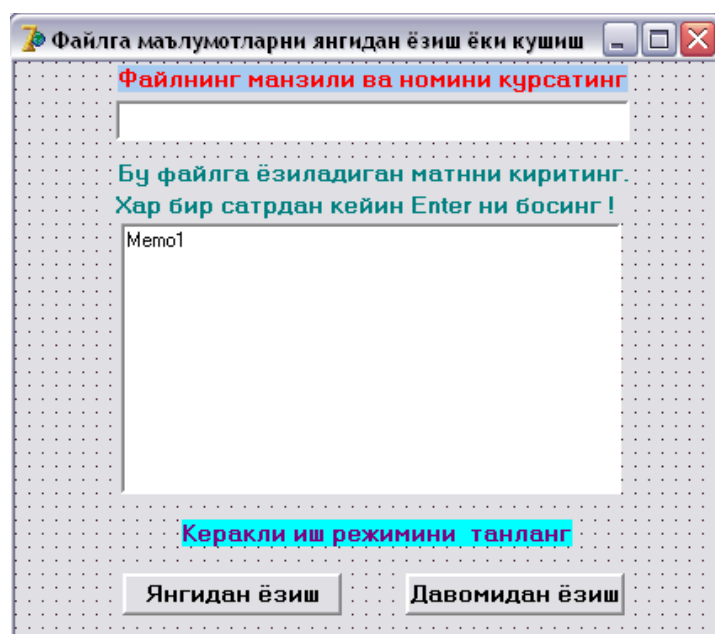 Файлга маълумотларни янгидан ёзиш ёки кушиш
Файлнинг манзили ва номини курсатинг
Бу файлга ёзиладиган матнни киритинг.
Хар бир сатрдан кейин Enter ни босинг !
Memo1
Керакли иш режимини танланг
Янгидан ёзиш
Давомидан ёзиш